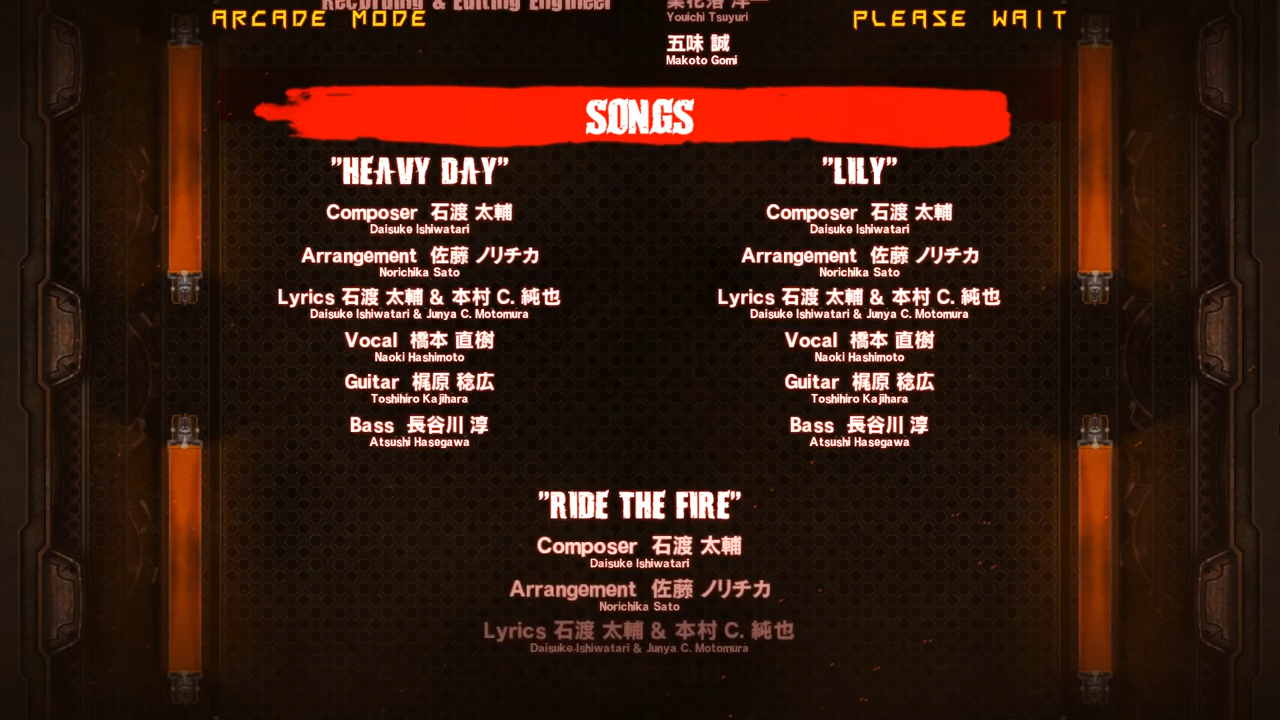 Recording & Editing Engineer
ARCADE MODE
PLEASE WAIT
Youichi Tsuyuri
五味 誠
Makoto Gomi
SONGS
"HEAVY DAY"
Composer 石渡 太輔
Daisuke Ishiwatari
Arrangement 佐藤 ノリチカ
Norichika Sato
Lyrics 石渡 太輔 & 本村 C. 純也
Daisuke Ishiwatari & Junya C. Motomura
Vocal 橋本 直樹
Naoki Hashimoto
Guitar 梶原 稔広
Toshihiro Kajihara
Bass 長谷川 淳
Atsushi Hasegawa
"LILY"
Composer 石渡 太輔
Daisuke Ishiwatari
Arrangement 佐藤 ノリチカ
Norichika Sato
Lyrics 石渡 太輔 & 本村 C. 純也
Daisuke Ishiwatari & Junya C. Motomura
Vocal 橋本 直樹
Naoki Hashimoto
Guitar 梶原 稔広
Toshihiro Kajihara
Bass 長谷川 淳
Atsushi Hasegawa
"RIDE THE FIRE"
Composer 石渡 太輔
Daisuke Ishiwatari
Arrangement 佐藤 ノリチカ
Norichika Sato
Lyrics 石渡 太輔 & 本村 C. 純也
Daisuke Ishiwatari & Junya C. Motomura